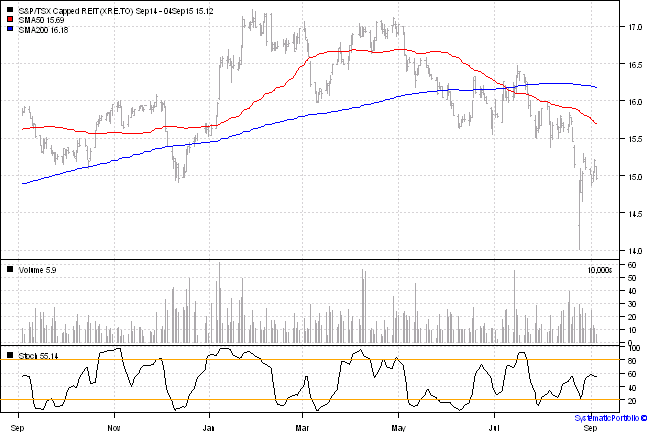 S&P/TSX Capped REIT(XRE.TO) Sep14 - 04Sep15 15.12
SMA50 15.69
SMA200 16.18
17.0
16.5
16.0
15.5
15.0
14.5
14.0
Volume 5.9
10,000s
60
50
40
30
20
10
0
Stoch 55.14
100
80
60
40
20
Sep
Nov
Jan
Mar
May
Jul
Sep
SystematicPortfolio ©